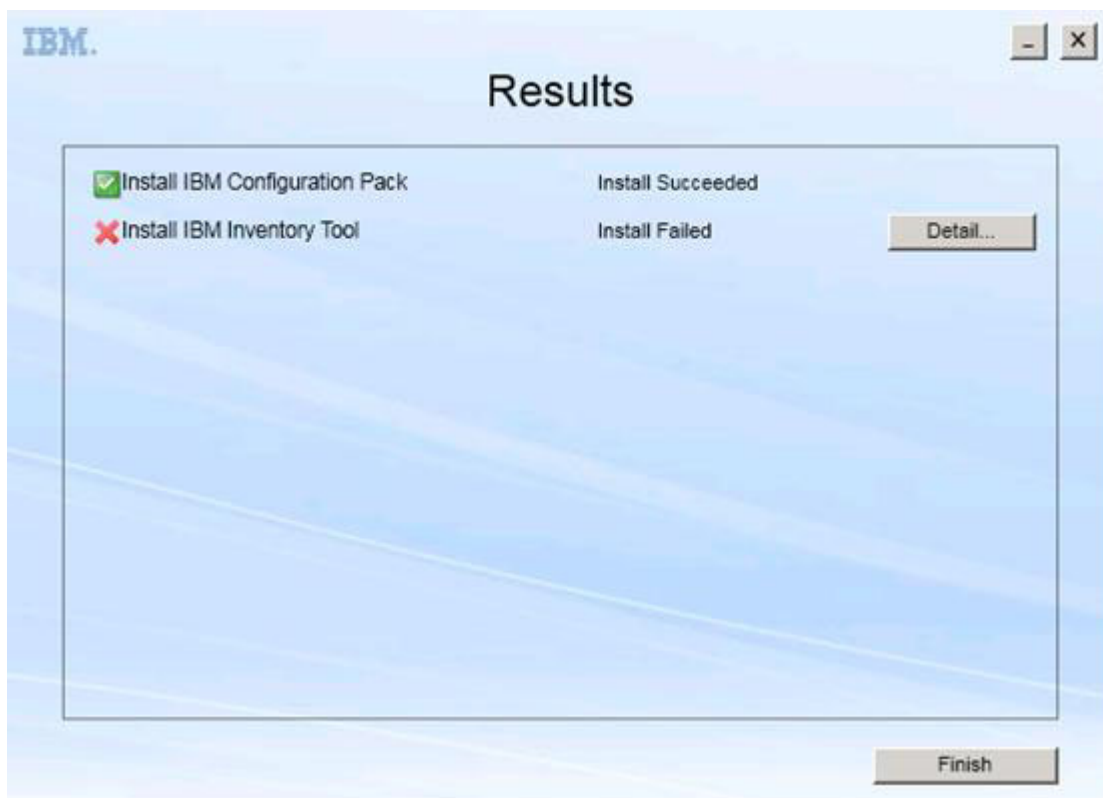 IBM.
Results
Install IBM Configuration Pack Install Succeeded
Install IBM Inventory Tool Install Failed Detail...
Finish